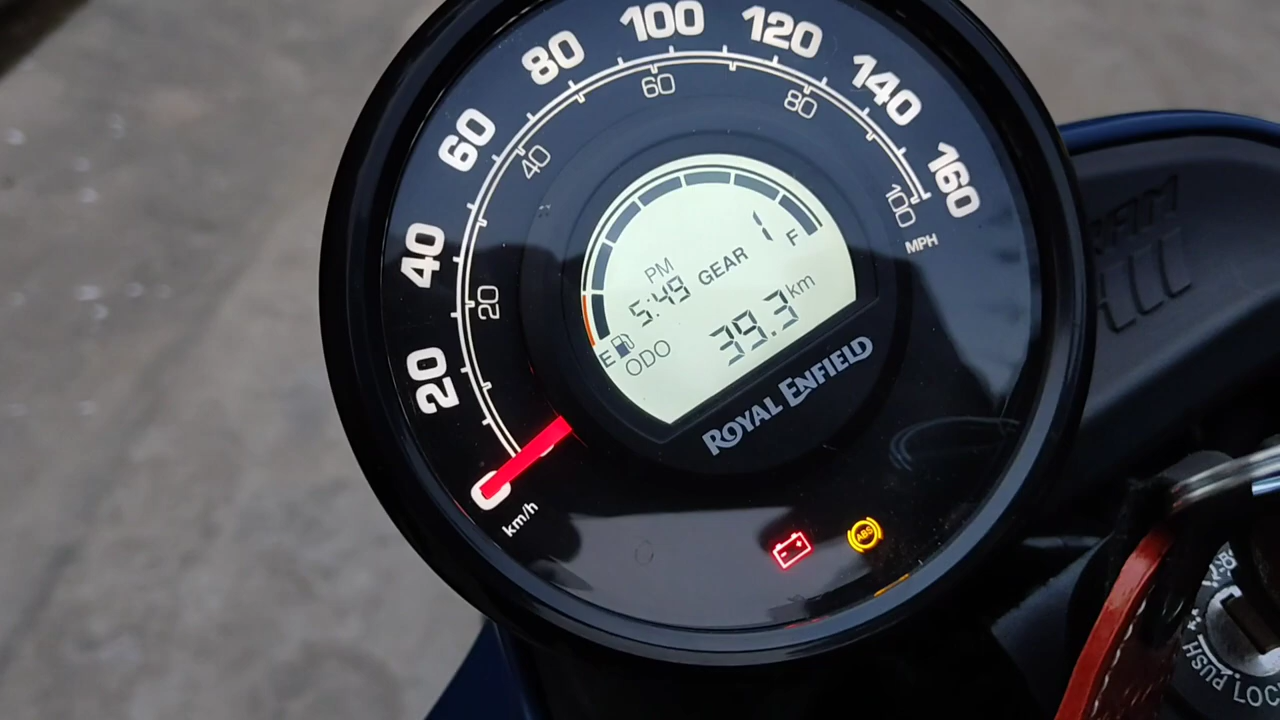 0
20
40
60
80
100
120
140
160
km/h
20
40
60
80
100
MPH
PM
5:49
GEAR
1
E
F
ODO
39.3 km
ROYAL ENFIELD
ABS
PUSH
LOC